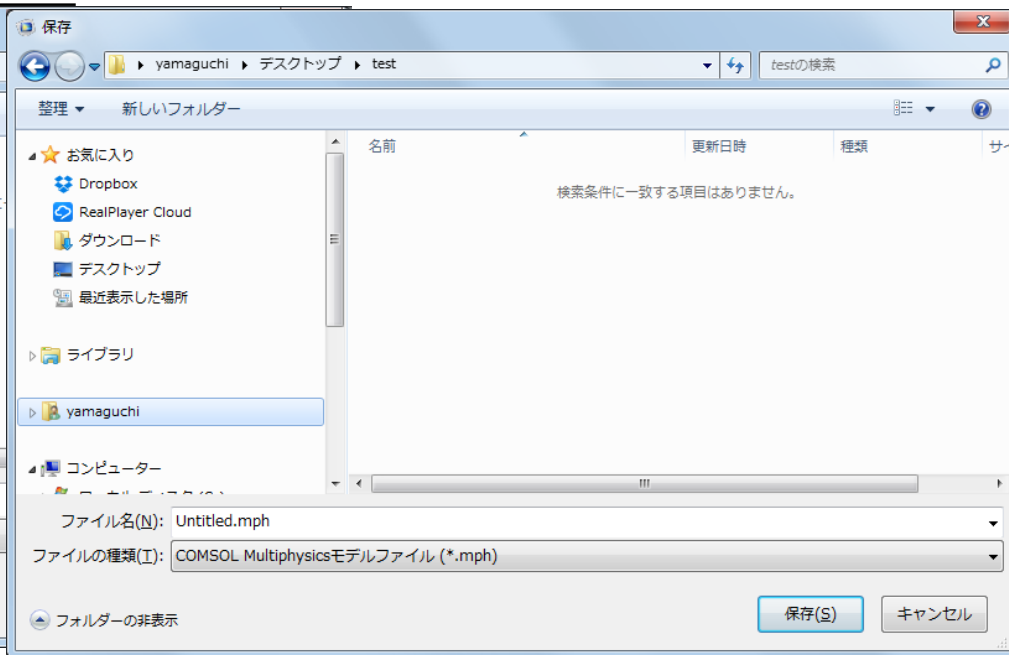 保存
yamaguchi ▸ デスクトップ ▸ test
testの検索
整理 新しいフォルダー
名前 更新日時 種類
検索条件に一致する項目はありません。
お気に入り
Dropbox
RealPlayer Cloud
ダウンロード
デスクトップ
最近表示した場所
ライブラリ
yamaguchi
コンピューター
ファイル名(N): Untitled.mph
ファイルの種類(T): COMSOL Multiphysicsモデルファイル (*.mph)
フォルダーの非表示
保存(S) キャンセル